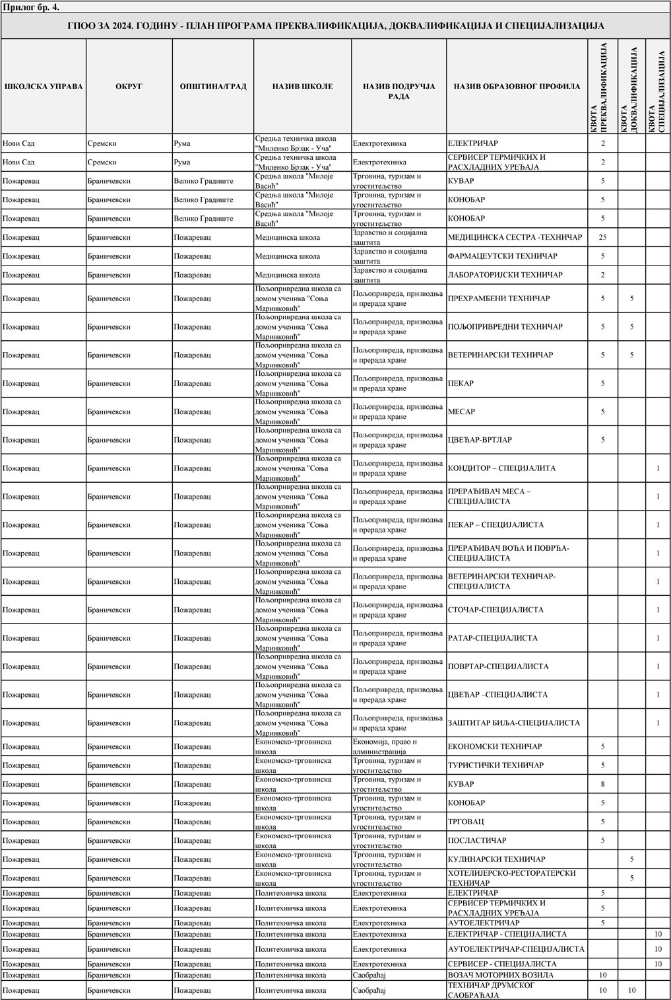 Прилог бр. 4.
ГПОО ЗА 2024. ГОДИНУ - ПЛАН ПРОГРАМА ПРЕКВАЛИФИКАЦИЈА, ДОКВАЛИФИКАЦИЈА И СПЕЦИЈАЛИЗАЦИЈА
ШКОЛСКА УПРАВА ОКРУГ ОПШТИНА/ГРАД НАЗИВ ШКОЛЕ НАЗИВ ПОДРУЧЈА РАДА НАЗИВ ОБРАЗОВНОГ ПРОФИЛА КВОТА ПРЕКВАЛИФИКАЦИЈА КВОТА ДОКВАЛИФИКАЦИЈА КВОТА СПЕЦИЈАЛИЗАЦИЈА
Нови Сад Сремски Рума Средња техничка школа "Миленко Брзак - Уча" Електротехника ЕЛЕКТРИЧАР 2
Нови Сад Сремски Рума Средња техничка школа "Миленко Брзак - Уча" Електротехника СЕРВИСЕР ТЕРМИЧКИХ И РАСХЛАДНИХ УРЕЂАЈА 2
Пожаревац Браничевски Велико Градиште Средња школа "Милоје Васић" Трговина, туризам и угоститељство КУВАР 5
Пожаревац Браничевски Велико Градиште Средња школа "Милоје Васић" Трговина, туризам и угоститељство КОНОБАР 5
Пожаревац Браничевски Велико Градиште Средња школа "Милоје Васић" Трговина, туризам и угоститељство КОНОБАР 5
Пожаревац Браничевски Пожаревац Медицинска школа Здравство и социјална заштита МЕДИЦИНСКА СЕСТРА -ТЕХНИЧАР 25
Пожаревац Браничевски Пожаревац Медицинска школа Здравство и социјална заштита ФАРМАЦЕУТСКИ ТЕХНИЧАР 5
Пожаревац Браничевски Пожаревац Медицинска школа Здравство и социјална заштита ЛАБОРАТОРИЈСКИ ТЕХНИЧАР 2
Пожаревац Браничевски Пожаревац Пољопривредна школа са домом ученика "Соња Маринковић" Пољопривреда, призводња и прерада хране ПРЕХРАМБЕНИ ТЕХНИЧАР 5 5
Пожаревац Браничевски Пожаревац Пољопривредна школа са домом ученика "Соња Маринковић" Пољопривреда, призводња и прерада хране ПОЉОПРИВРЕДНИ ТЕХНИЧАР 5 5
Пожаревац Браничевски Пожаревац Пољопривредна школа са домом ученика "Соња Маринковић" Пољопривреда, призводња и прерада хране ВЕТЕРИНАРСКИ ТЕХНИЧАР 5 5
Пожаревац Браничевски Пожаревац Пољопривредна школа са домом ученика "Соња Маринковић" Пољопривреда, призводња и прерада хране ПЕКАР 5
Пожаревац Браничевски Пожаревац Пољопривредна школа са домом ученика "Соња Маринковић" Пољопривреда, призводња и прерада хране МЕСАР 5
Пожаревац Браничевски Пожаревац Пољопривредна школа са домом ученика "Соња Маринковић" Пољопривреда, призводња и прерада хране ЦВЕЋАР-ВРТЛАР 5
Пожаревац Браничевски Пожаревац Пољопривредна школа са домом ученика "Соња Маринковић" Пољопривреда, призводња и прерада хране КОНДИТОР – СПЕЦИЈАЛИТА 1
Пожаревац Браничевски Пожаревац Пољопривредна школа са домом ученика "Соња Маринковић" Пољопривреда, призводња и прерада хране ПРЕРАЂИВАЧ МЕСА – СПЕЦИЈАЛИСТА 1
Пожаревац Браничевски Пожаревац Пољопривредна школа са домом ученика "Соња Маринковић" Пољопривреда, призводња и прерада хране ПЕКАР – СПЕЦИЈАЛИСТА 1
Пожаревац Браничевски Пожаревац Пољопривредна школа са домом ученика "Соња Маринковић" Пољопривреда, призводња и прерада хране ПРЕРАЂИВАЧ ВОЋА И ПОВРЋА-СПЕЦИЈАЛИСТА 1
Пожаревац Браничевски Пожаревац Пољопривредна школа са домом ученика "Соња Маринковић" Пољопривреда, призводња и прерада хране ВЕТЕРИНАРСКИ ТЕХНИЧАР-СПЕЦИЈАЛИСТА 1
Пожаревац Браничевски Пожаревац Пољопривредна школа са домом ученика "Соња Маринковић" Пољопривреда, призводња и прерада хране СТОЧАР-СПЕЦИЈАЛИСТА 1
Пожаревац Браничевски Пожаревац Пољопривредна школа са домом ученика "Соња Маринковић" Пољопривреда, призводња и прерада хране РАТАР-СПЕЦИЈАЛИСТА 1
Пожаревац Браничевски Пожаревац Пољопривредна школа са домом ученика "Соња Маринковић" Пољопривреда, призводња и прерада хране ПОВРТАР-СПЕЦИЈАЛИСТА 1
Пожаревац Браничевски Пожаревац Пољопривредна школа са домом ученика "Соња Маринковић" Пољопривреда, призводња и прерада хране ЦВЕЋАР –СПЕЦИЈАЛИСТА 1
Пожаревац Браничевски Пожаревац Пољопривредна школа са домом ученика "Соња Маринковић" Пољопривреда, призводња и прерада хране ЗАШТИТАР БИЉА-СПЕЦИЈАЛИСТА 1
Пожаревац Браничевски Пожаревац Економско-трговинска школа Економија, право и администрација ЕКОНОМСКИ ТЕХНИЧАР 5
Пожаревац Браничевски Пожаревац Економско-трговинска школа Трговина, туризам и угоститељство ТУРИСТИЧКИ ТЕХНИЧАР 5
Пожаревац Браничевски Пожаревац Економско-трговинска школа Трговина, туризам и угоститељство КУВАР 8
Пожаревац Браничевски Пожаревац Економско-трговинска школа Трговина, туризам и угоститељство КОНОБАР 5
Пожаревац Браничевски Пожаревац Економско-трговинска школа Трговина, туризам и угоститељство ТРГОВАЦ 5
Пожаревац Браничевски Пожаревац Економско-трговинска школа Трговина, туризам и угоститељство ПОСЛАСТИЧАР 5
Пожаревац Браничевски Пожаревац Економско-трговинска школа Трговина, туризам и угоститељство КУЛИНАРСКИ ТЕХНИЧАР 5
Пожаревац Браничевски Пожаревац Економско-трговинска школа Трговина, туризам и угоститељство ХОТЕЛИЈЕРСКО-РЕСТОРАТЕРСКИ ТЕХНИЧАР 5
Пожаревац Браничевски Пожаревац Политехничка школа Електротехника ЕЛЕКТРИЧАР 5
Пожаревац Браничевски Пожаревац Политехничка школа Електротехника СЕРВИСЕР ТЕРМИЧКИХ И РАСХЛАДНИХ УРЕЂАЈА 5
Пожаревац Браничевски Пожаревац Политехничка школа Електротехника АУТОЕЛЕКТРИЧАР 5
Пожаревац Браничевски Пожаревац Политехничка школа Електротехника ЕЛЕКТРИЧАР - СПЕЦИЈАЛИСТА 10
Пожаревац Браничевски Пожаревац Политехничка школа Електротехника АУТОЕЛЕКТРИЧАР-СПЕЦИЈАЛИСТА 10
Пожаревац Браничевски Пожаревац Политехничка школа Електротехника СЕРВИСЕР - СПЕЦИЈАЛИСТА 10
Пожаревац Браничевски Пожаревац Политехничка школа Саобраћај ВОЗАЧ МОТОРНИХ ВОЗИЛА 10
Пожаревац Браничевски Пожаревац Политехничка школа Саобраћај ТЕХНИЧАР ДРУМСКОГ САОБРАЋАЈА 10 10